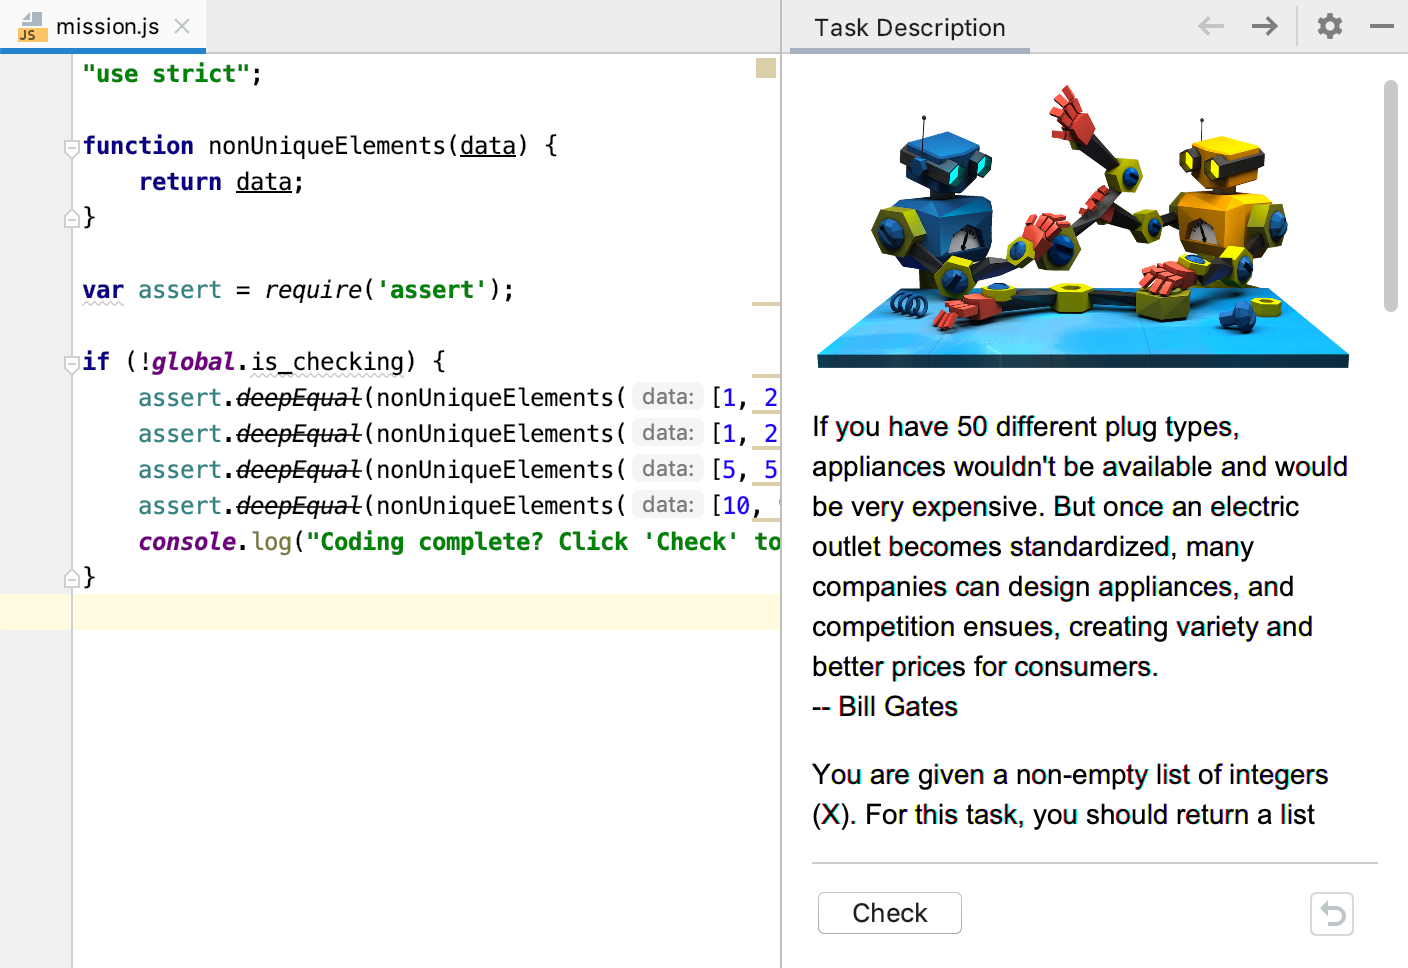 JS mission.js
"use strict";
function nonUniqueElements(data) {
return data;
}
var assert = require('assert');
if (!global.is_checking) {
assert.deepEqual(nonUniqueElements( data: [1, 2
assert.deepEqual(nonUniqueElements( data: [1, 2
assert.deepEqual(nonUniqueElements( data: [5, 5
assert.deepEqual(nonUniqueElements( data: [10,
console.log("Coding complete? Click 'Check' to
}
Task Description
If you have 50 different plug types,
appliances wouldn't be available and would
be very expensive. But once an electric
outlet becomes standardized, many
companies can design appliances, and
competition ensues, creating variety and
better prices for consumers.
-- Bill Gates
You are given a non-empty list of integers
(X). For this task, you should return a list
Check